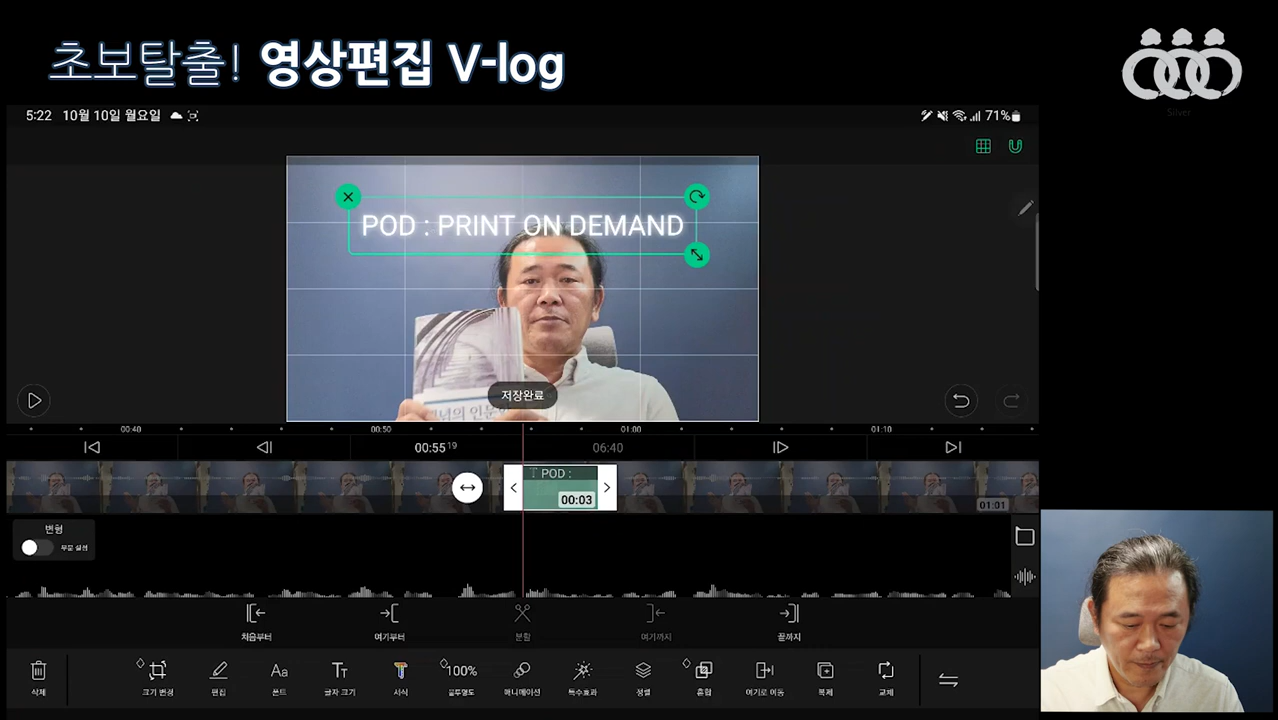 초보탈출! 영상편집 V-log
Silver
5:22 10월 10일 월요일
71%
POD : PRINT ON DEMAND
저장완료
00:40 00:50 01:00 01:10
00:55 19 06:40
POD :
00:03
01:01
변형
처음부터 여기부터 분할 여기까지 끝까지
100%
삭제 크기 변경 편집 폰트 글자 크기 서식 불투명도 애니메이션 특수효과 정렬 혼합 여기로 이동 복제 교체